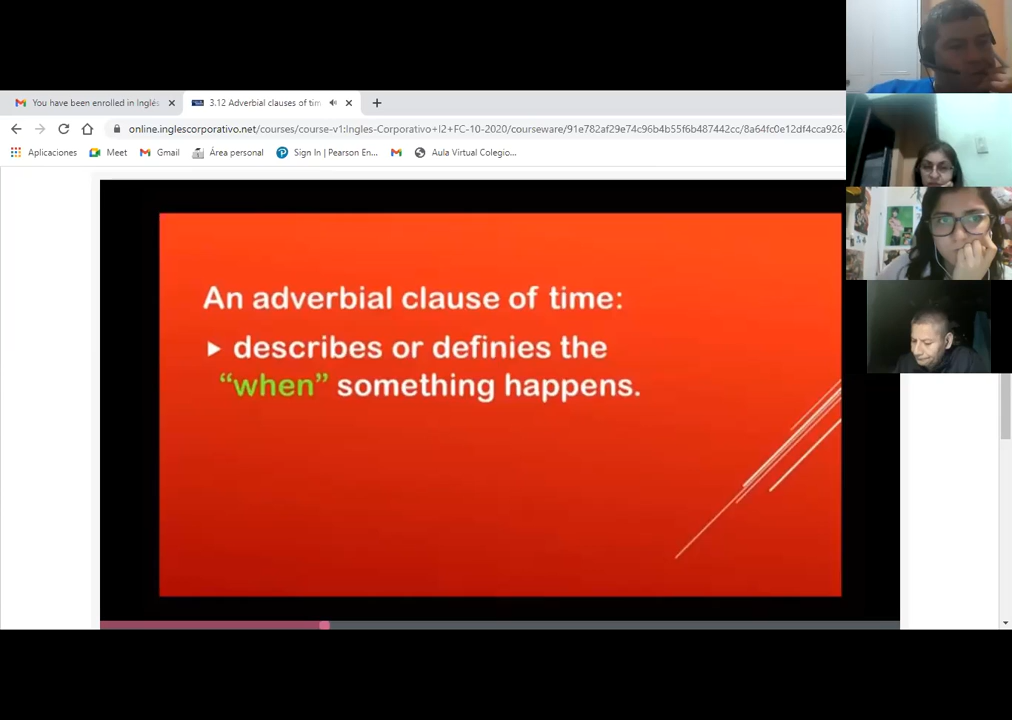 You have been enrolled in Inglés
3.12 Adverbial clauses of tim
online.inglescorporativo.net/courses/course-v1:Ingles-Corporativo+I2+FC-10-2020/courseware/91e782af29e74c96b4b55f6b487442cc/8a64fc0e12df4cca926
Aplicaciones Meet Gmail Área personal Sign In | Pearson En... Aula Virtual Colegio...
An adverbial clause of time:
describes or definies the
“when” something happens.